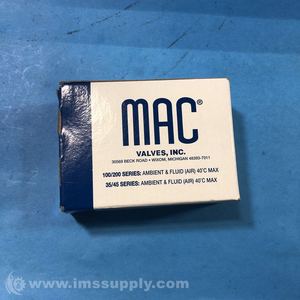 MAC®
VALVES, INC.
30569 BECK ROAD • WIXOM, MICHIGAN 48393-7011
100/200 SERIES: AMBIENT & FLUID (AIR) 40°C MAX
35/45 SERIES: AMBIENT & FLUID (AIR) 40°C MAX
© www.imssupply.com